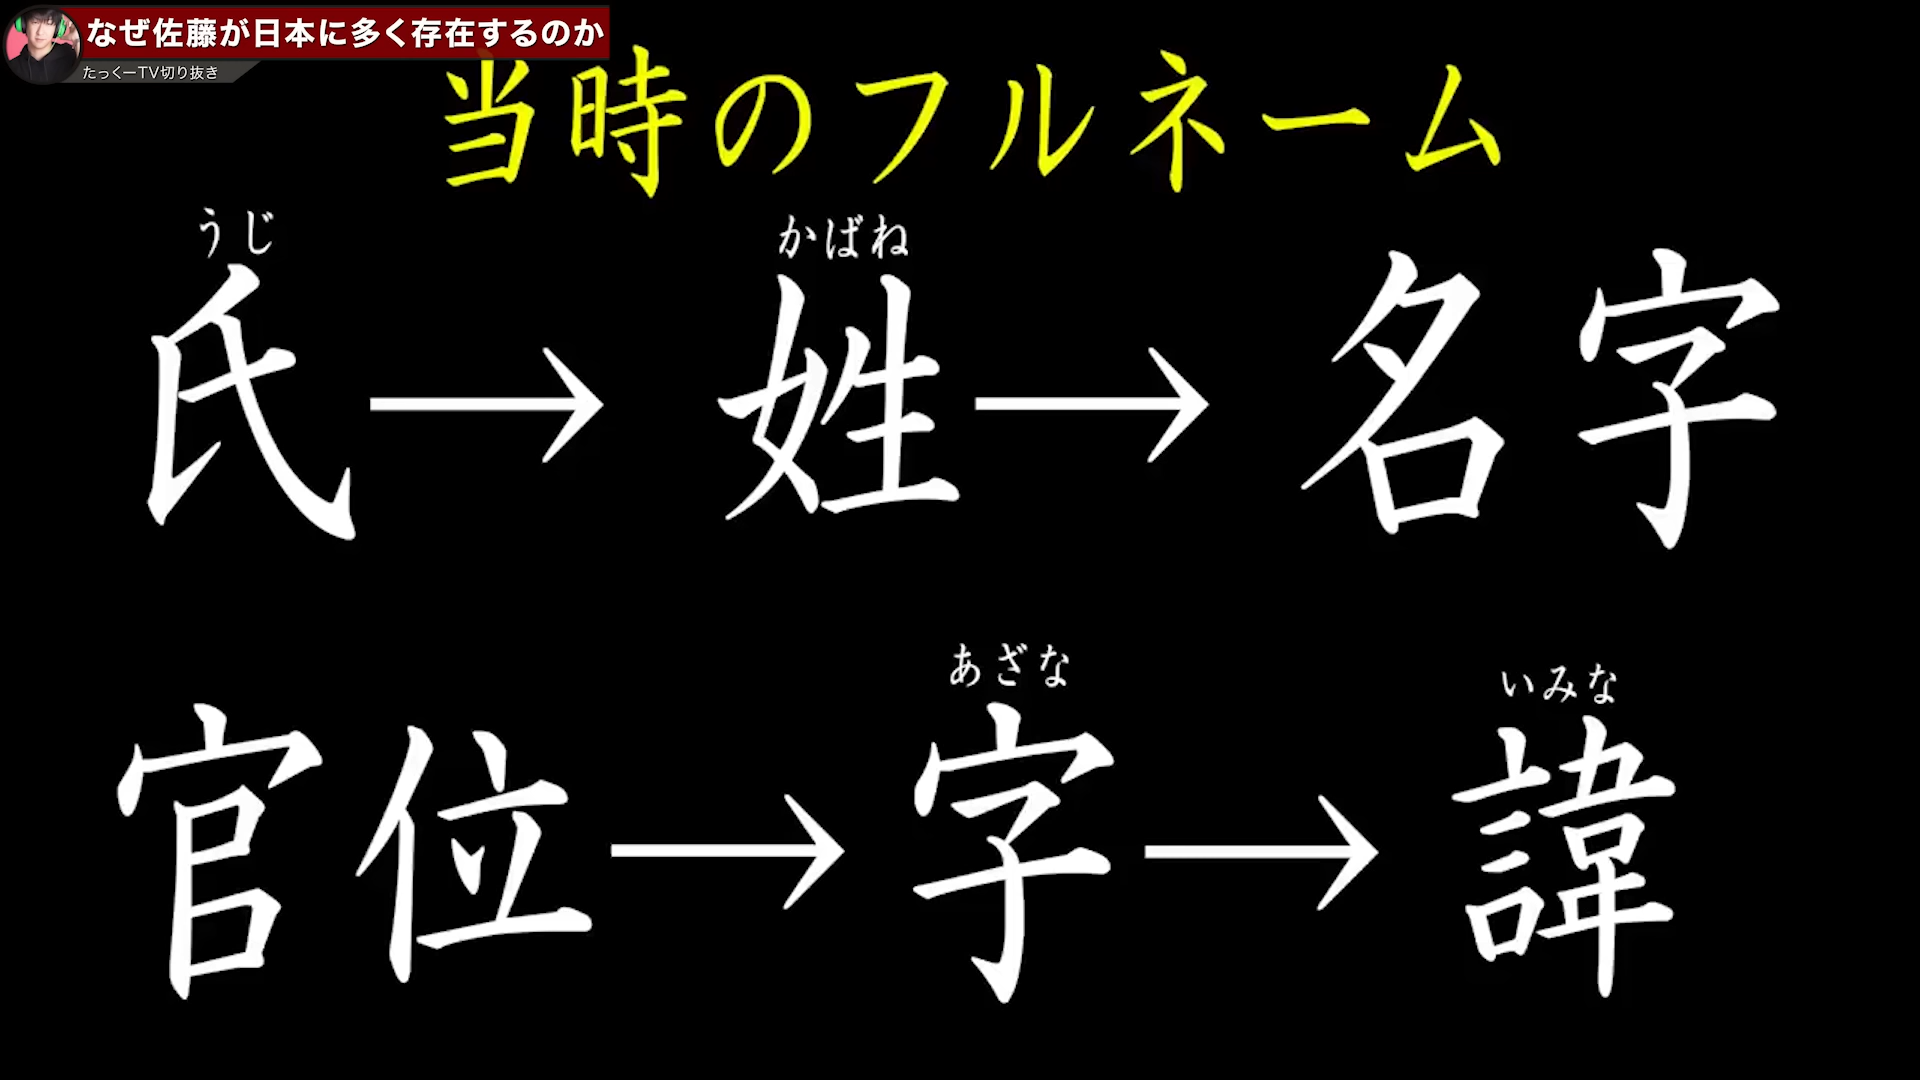 なぜ佐藤が日本に多く存在するのか
たっくーTV切り抜き
当時のフルネーム
うじ かばね
氏→姓→名字
あざな いみな
官位→字→諱